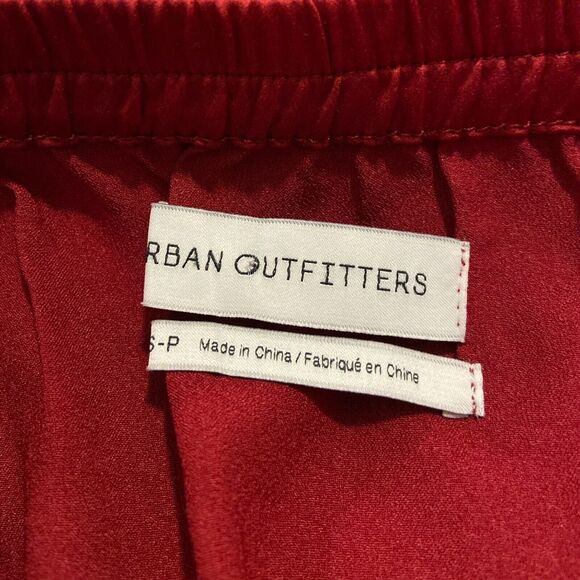 RBAN OUTFITTERS
S-P Made in China / Fabriqué en Chine